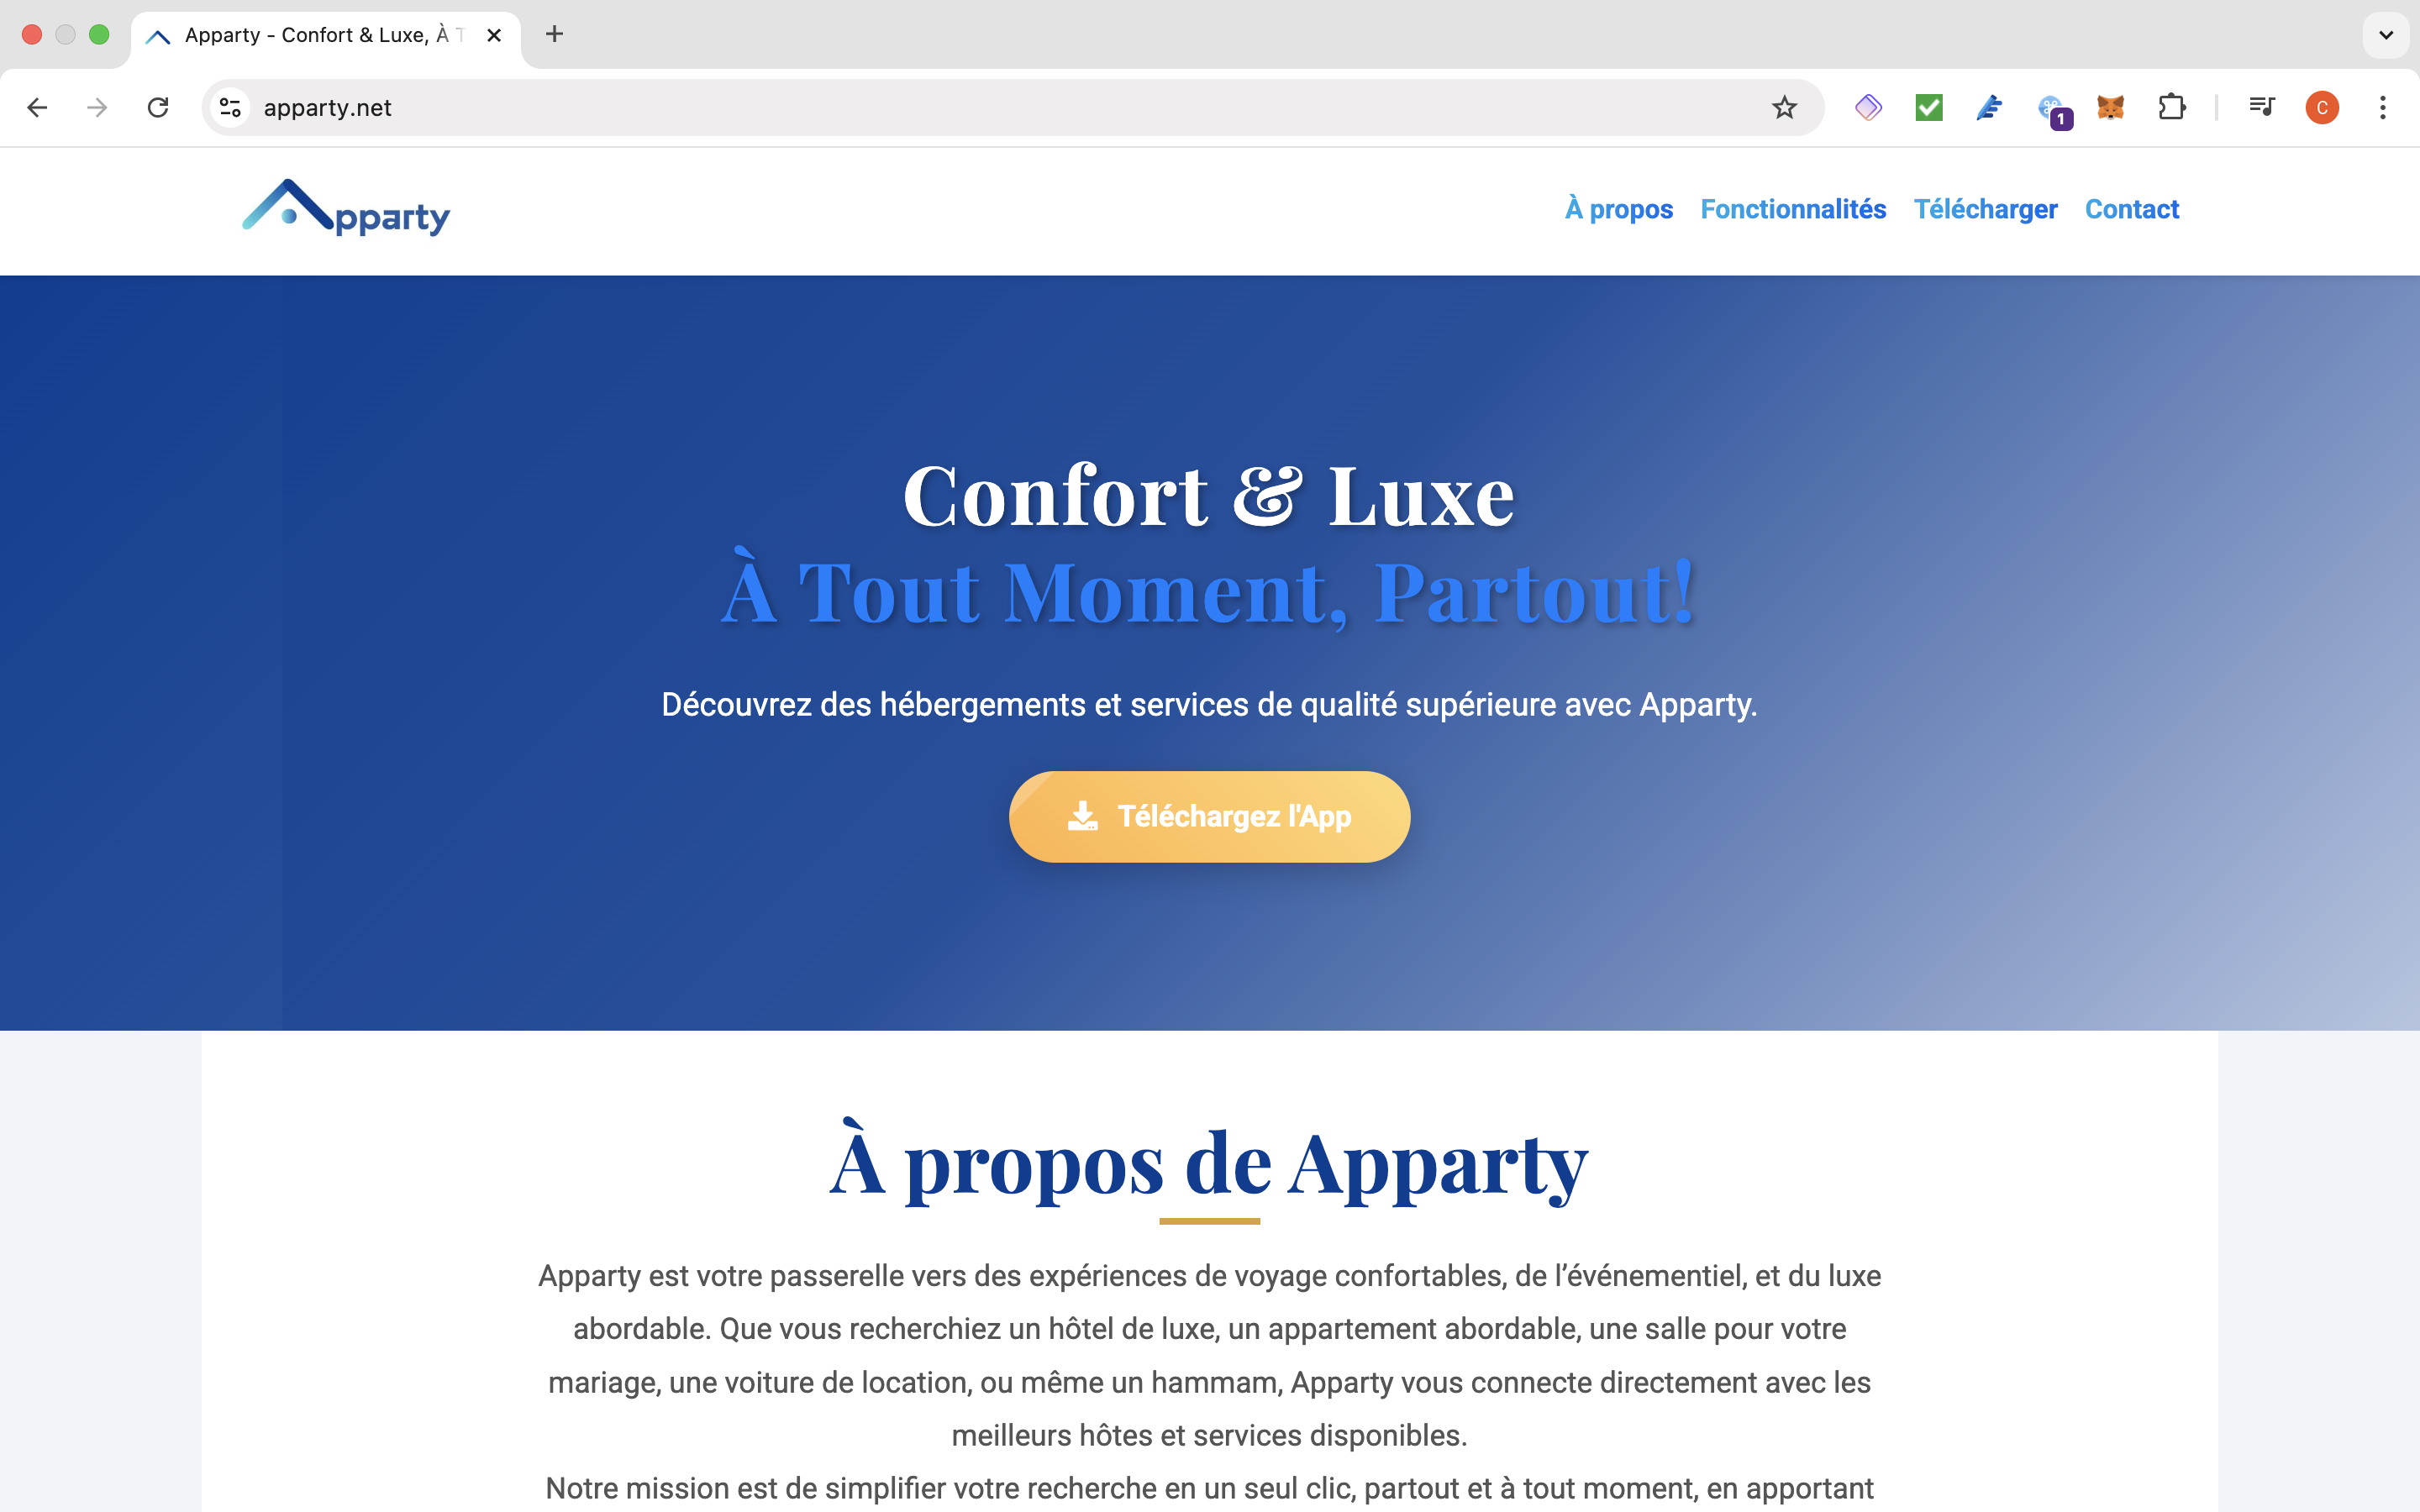 Apparty - Confort & Luxe, À T
apparty.net
1
C
Apparty
À propos Fonctionnalités Télécharger Contact
Confort & Luxe
À Tout Moment, Partout!
Découvrez des hébergements et services de qualité supérieure avec Apparty.
Téléchargez l'App
À propos de Apparty
Apparty est votre passerelle vers des expériences de voyage confortables, de l’événementiel, et du luxe
abordable. Que vous recherchiez un hôtel de luxe, un appartement abordable, une salle pour votre
mariage, une voiture de location, ou même un hammam, Apparty vous connecte directement avec les
meilleurs hôtes et services disponibles.
Notre mission est de simplifier votre recherche en un seul clic, partout et à tout moment, en apportant